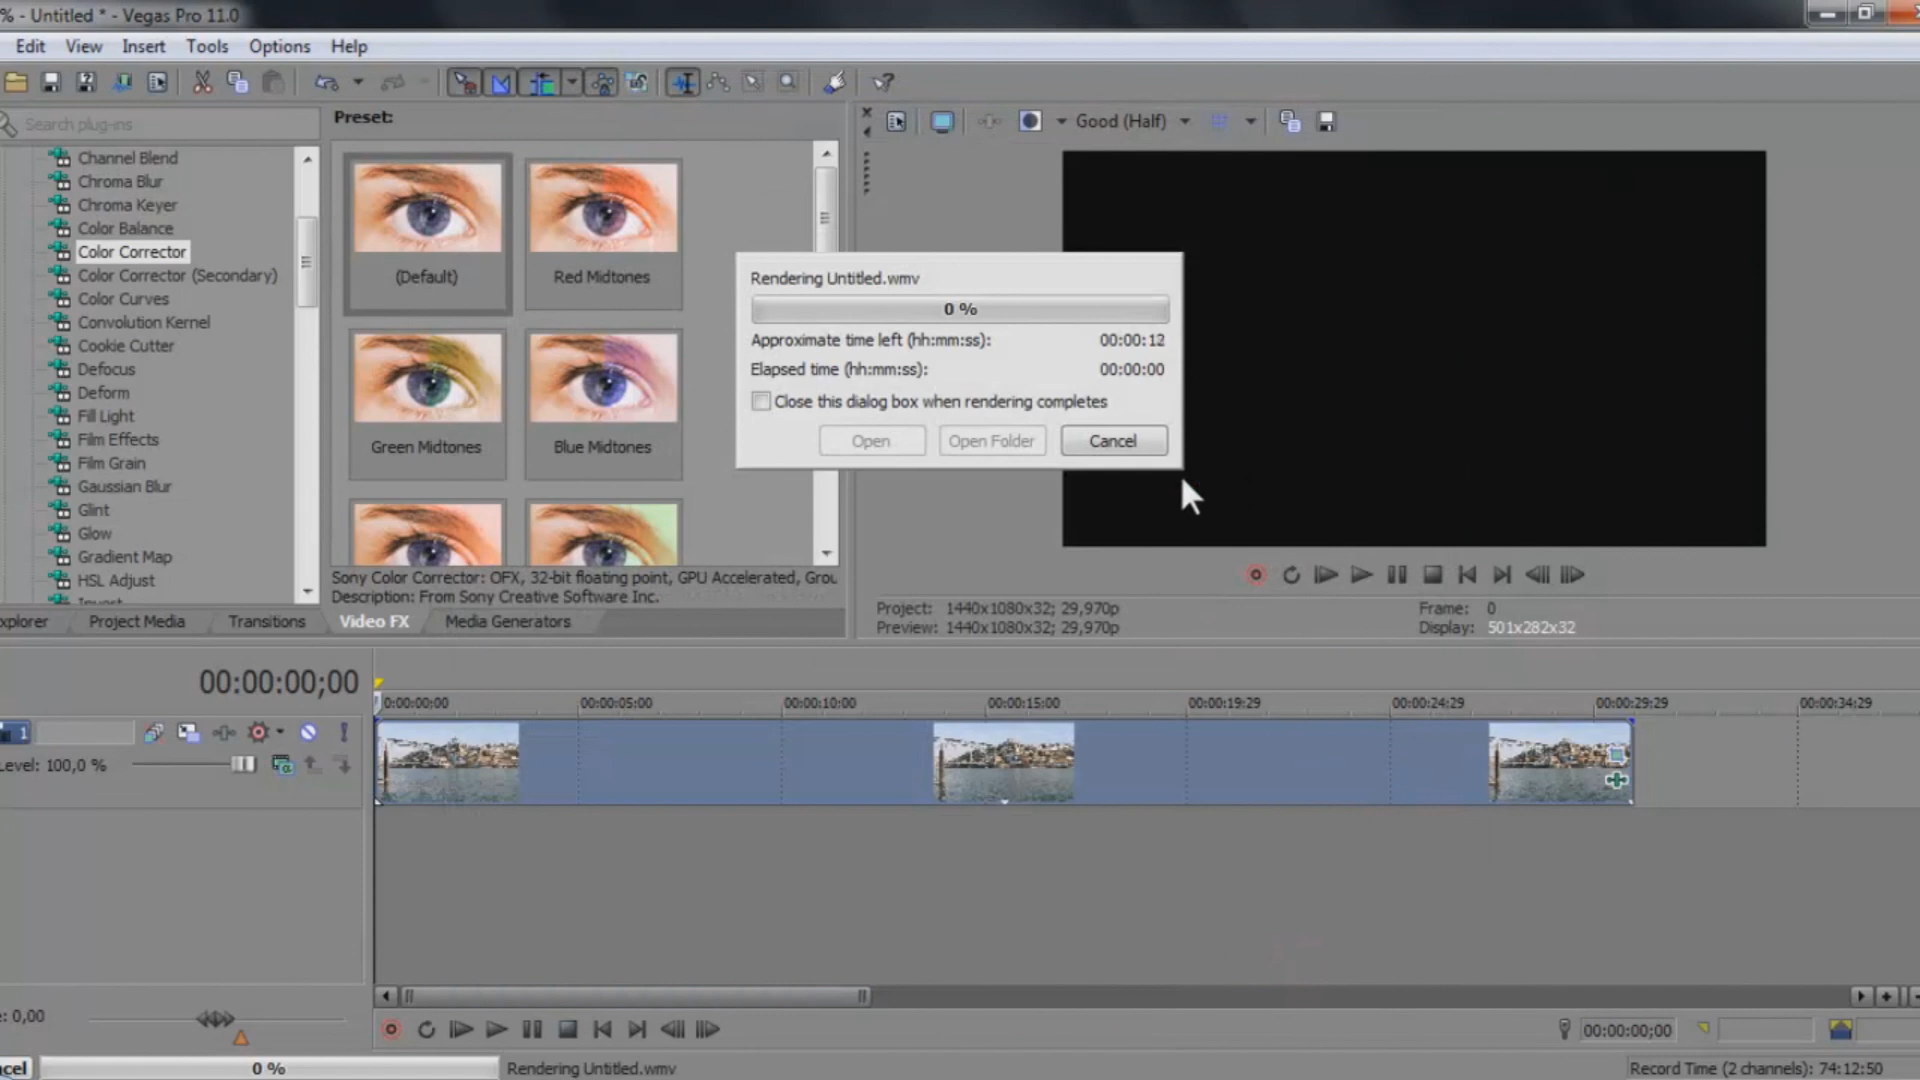 % - Untitled * - Vegas Pro 11.0
Edit View Insert Tools Options Help
Search plug-ins
Channel Blend
Chroma Blur
Chroma Keyer
Color Balance
Color Corrector
Color Corrector (Secondary)
Color Curves
Convolution Kernel
Cookie Cutter
Defocus
Deform
Fill Light
Film Effects
Film Grain
Gaussian Blur
Glint
Glow
Gradient Map
HSL Adjust
Invert
Preset:
(Default)
Red Midtones
Green Midtones
Blue Midtones
Sony Color Corrector: OFX, 32-bit floating point, GPU Accelerated, Grou
Description: From Sony Creative Software Inc.
xplorer Project Media Transitions Video FX Media Generators
Good (Half)
Rendering Untitled.wmv
0 %
Approximate time left (hh:mm:ss): 00:00:12
Elapsed time (hh:mm:ss): 00:00:00
Close this dialog box when rendering completes
Open Open Folder Cancel
Project: 1440x1080x32; 29,970p
Preview: 1440x1080x32; 29,970p
Frame: 0
Display: 501x282x32
00:00:00;00
0:00:00;00 00:00:05;00 00:00:10;00 00:00:15;00 00:00:19;29 00:00:24;29 00:00:29;29 00:00:34;29
1
Level: 100,0 %
e: 0,00
00:00:00;00
ncel 0 % Rendering Untitled.wmv
Record Time (2 channels): 74:12:50